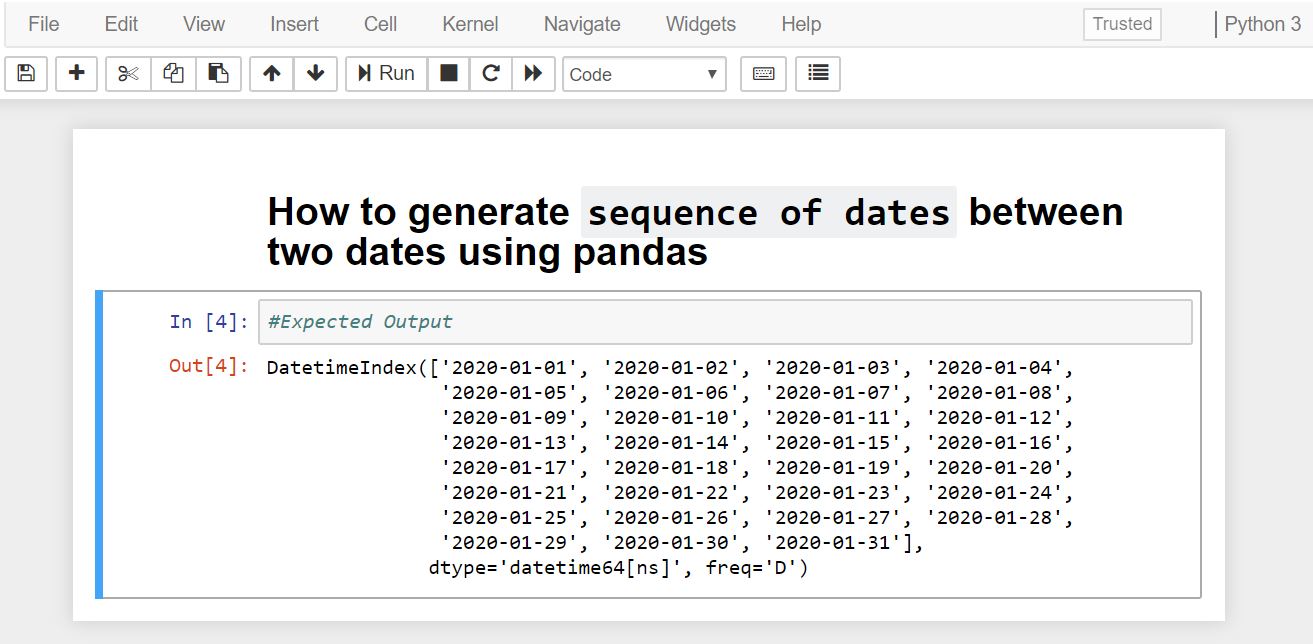 File Edit View Insert Cell Kernel Navigate Widgets Help Trusted Python 3
Run Code
How to generate sequence of dates between
two dates using pandas
In [4]: #Expected Output
Out[4]: DatetimeIndex(['2020-01-01', '2020-01-02', '2020-01-03', '2020-01-04',
'2020-01-05', '2020-01-06', '2020-01-07', '2020-01-08',
'2020-01-09', '2020-01-10', '2020-01-11', '2020-01-12',
'2020-01-13', '2020-01-14', '2020-01-15', '2020-01-16',
'2020-01-17', '2020-01-18', '2020-01-19', '2020-01-20',
'2020-01-21', '2020-01-22', '2020-01-23', '2020-01-24',
'2020-01-25', '2020-01-26', '2020-01-27', '2020-01-28',
'2020-01-29', '2020-01-30', '2020-01-31'],
dtype='datetime64[ns]', freq='D')